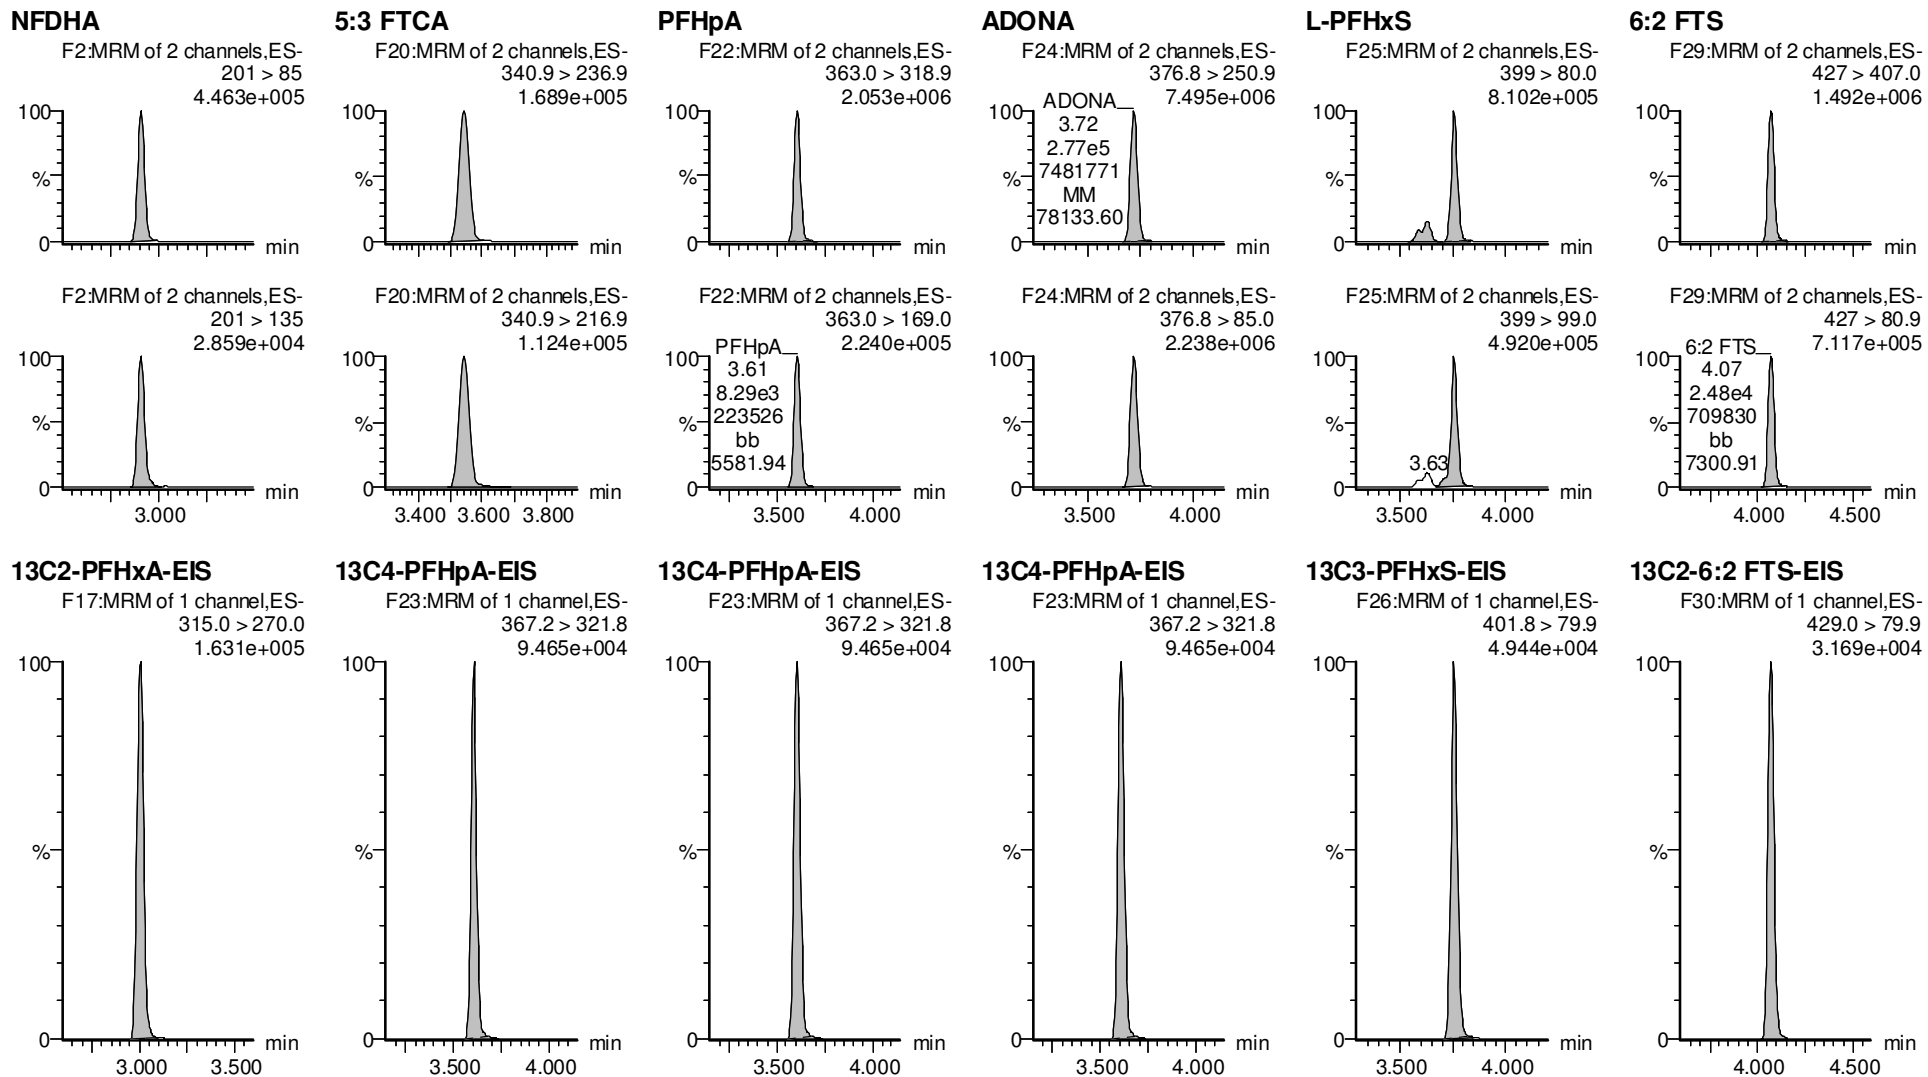 NFDHA
F2:MRM of 2 channels,ES-
201 > 85
4.463e+005
100
%
0
min
F2:MRM of 2 channels,ES-
201 > 135
2.859e+004
100
%
0
min
3.000
13C2-PFHxA-EIS
F17:MRM of 1 channel,ES-
315.0 > 270.0
1.631e+005
100
%
0
min
3.000 3.500
5:3 FTCA
F20:MRM of 2 channels,ES-
340.9 > 236.9
1.689e+005
100
%
0
min
F20:MRM of 2 channels,ES-
340.9 > 216.9
1.124e+005
100
%
0
min
3.400 3.600 3.800
13C4-PFHpA-EIS
F23:MRM of 1 channel,ES-
367.2 > 321.8
9.465e+004
100
%
0
min
3.500 4.000
PFHpA
F22:MRM of 2 channels,ES-
363.0 > 318.9
2.053e+006
100
%
0
min
F22:MRM of 2 channels,ES-
363.0 > 169.0
2.240e+005
PFHpA
3.61
8.29e3
223526
bb
5581.94
100
%
0
min
3.500 4.000
13C4-PFHpA-EIS
F23:MRM of 1 channel,ES-
367.2 > 321.8
9.465e+004
100
%
0
min
3.500 4.000
ADONA
F24:MRM of 2 channels,ES-
376.8 > 250.9
7.495e+006
ADONA
3.72
2.77e5
7481771
MM
78133.60
100
%
0
min
F24:MRM of 2 channels,ES-
376.8 > 85.0
2.238e+006
100
%
0
min
3.500 4.000
13C4-PFHpA-EIS
F23:MRM of 1 channel,ES-
367.2 > 321.8
9.465e+004
100
%
0
min
3.500 4.000
L-PFHxS
F25:MRM of 2 channels,ES-
399 > 80.0
8.102e+005
100
%
0
min
F25:MRM of 2 channels,ES-
399 > 99.0
4.920e+005
100
%
3.63
0
min
3.500 4.000
13C3-PFHxS-EIS
F26:MRM of 1 channel,ES-
401.8 > 79.9
4.944e+004
100
%
0
min
3.500 4.000
6:2 FTS
F29:MRM of 2 channels,ES-
427 > 407.0
1.492e+006
100
%
0
min
F29:MRM of 2 channels,ES-
427 > 80.9
7.117e+005
6:2 FTS
4.07
2.48e4
709830
bb
7300.91
100
%
0
min
4.000 4.500
13C2-6:2 FTS-EIS
F30:MRM of 1 channel,ES-
429.0 > 79.9
3.169e+004
100
%
0
min
4.000 4.500